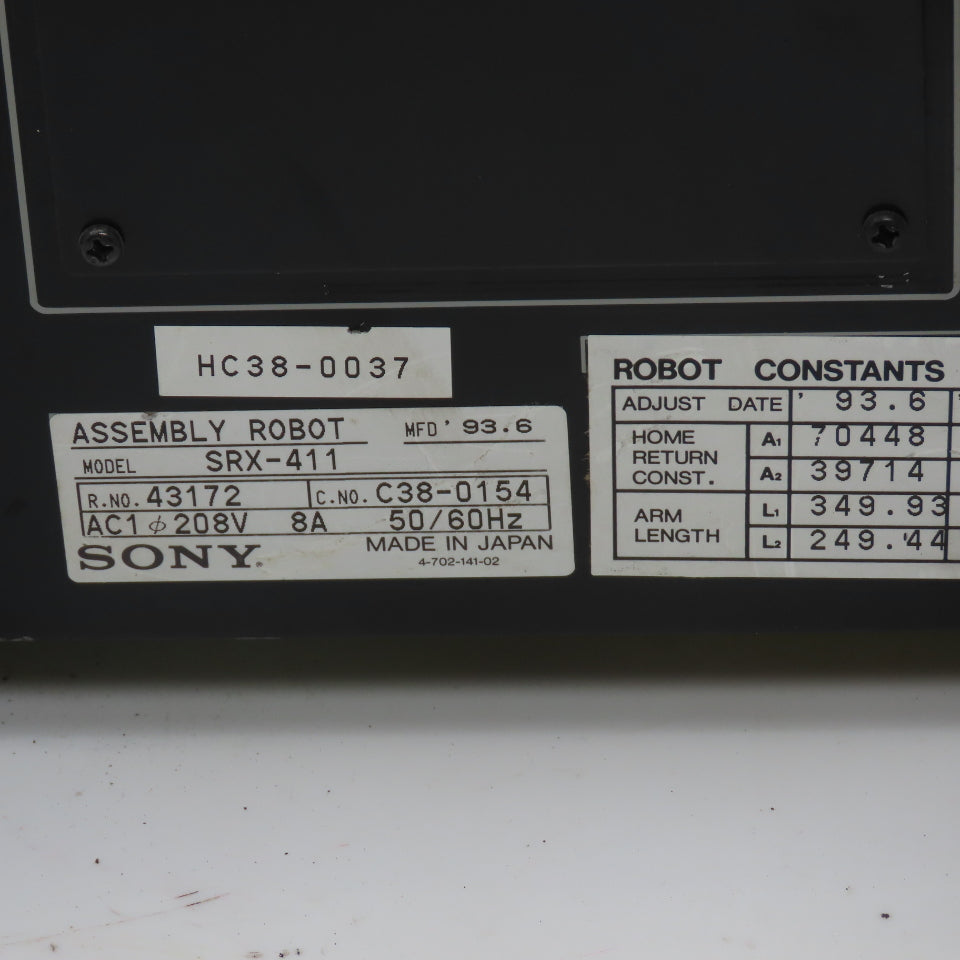 HC38-0037
ASSEMBLY ROBOT MFD ' 93.6
MODEL SRX-411
R.NO. 43172 C.NO. C38-0154
AC1 φ 208V 8A 50/60Hz
SONY® MADE IN JAPAN
4-702-141-02
ROBOT CONSTANTS
ADJUST DATE ' 93.6 '
HOME RETURN CONST. A1 70448
A2 39714
ARM LENGTH L1 349.93
L2 249.44